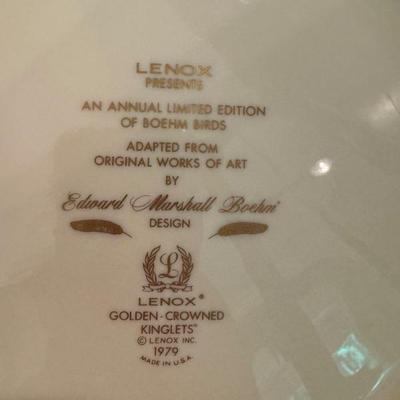 LENOX
PRESENTS
AN ANNUAL LIMITED EDITION
OF BOEHM BIRDS
ADAPTED FROM
ORIGINAL WORKS OF ART
BY
Edward Marshall Boehm
DESIGN
L
LENOX®
GOLDEN-CROWNED
KINGLETS™
© LENOX INC.
1979
MADE IN U.S.A.